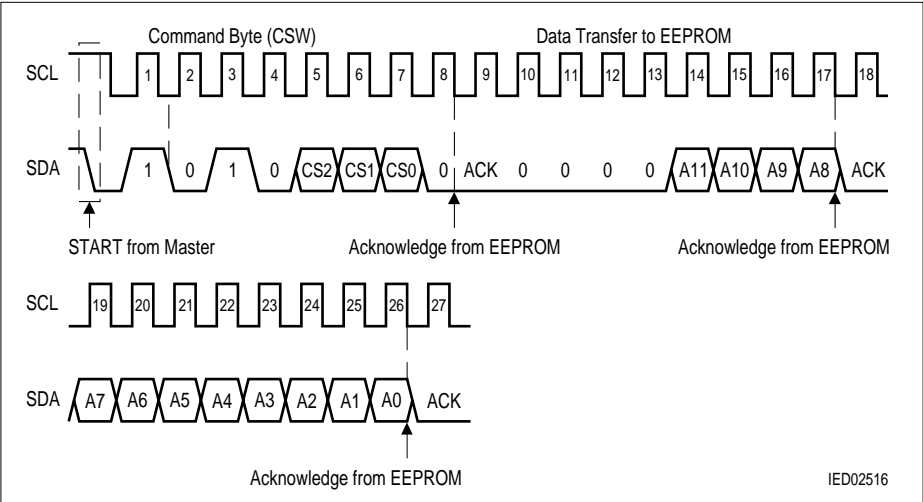 Command Byte (CSW) Data Transfer to EEPROM
SCL 1 2 3 4 5 6 7 8 9 10 11 12 13 14 15 16 17 18
SDA 1 0 1 0 CS2 CS1 CS0 0 ACK 0 0 0 0 A11 A10 A9 A8 ACK
START from Master Acknowledge from EEPROM Acknowledge from EEPROM
SCL 19 20 21 22 23 24 25 26 27
SDA A7 A6 A5 A4 A3 A2 A1 A0 ACK
Acknowledge from EEPROM IED02516